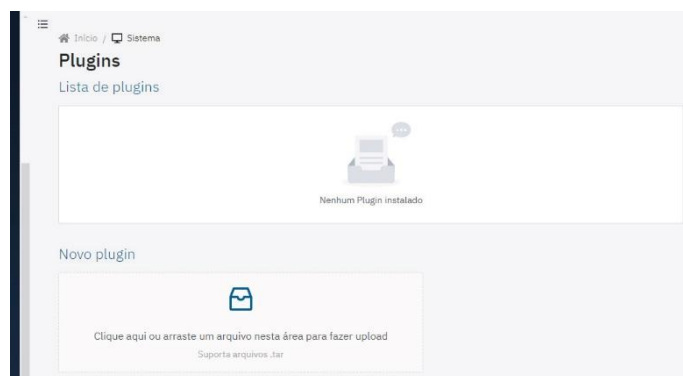 Início / Sistema
Plugins
Lista de plugins
Nenhum Plugin instalado
Novo plugin
Clique aqui ou arraste um arquivo nesta área para fazer upload
Suporta arquivos .tar